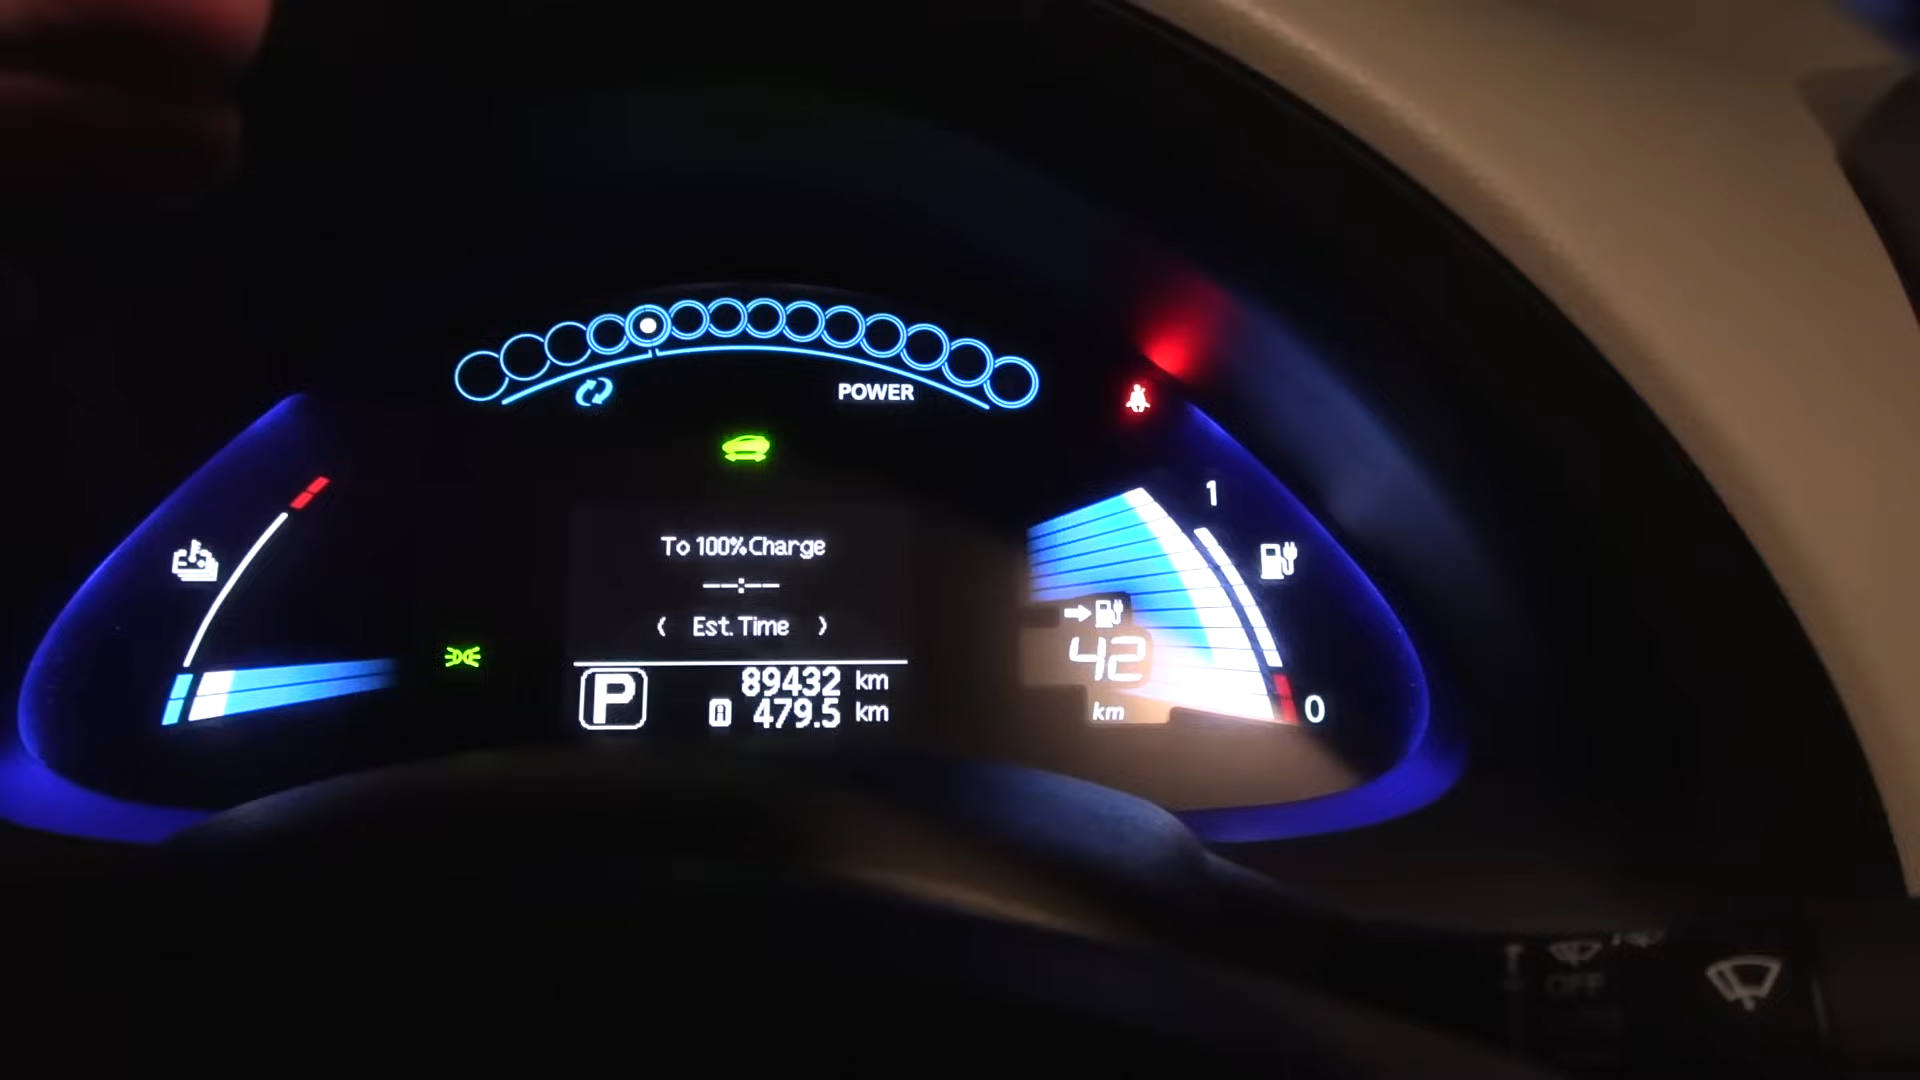 POWER
1
To 100% Charge
--:--
‹ Est. Time ›
42
km
0
P
89432 km
A 479.5 km
OFF